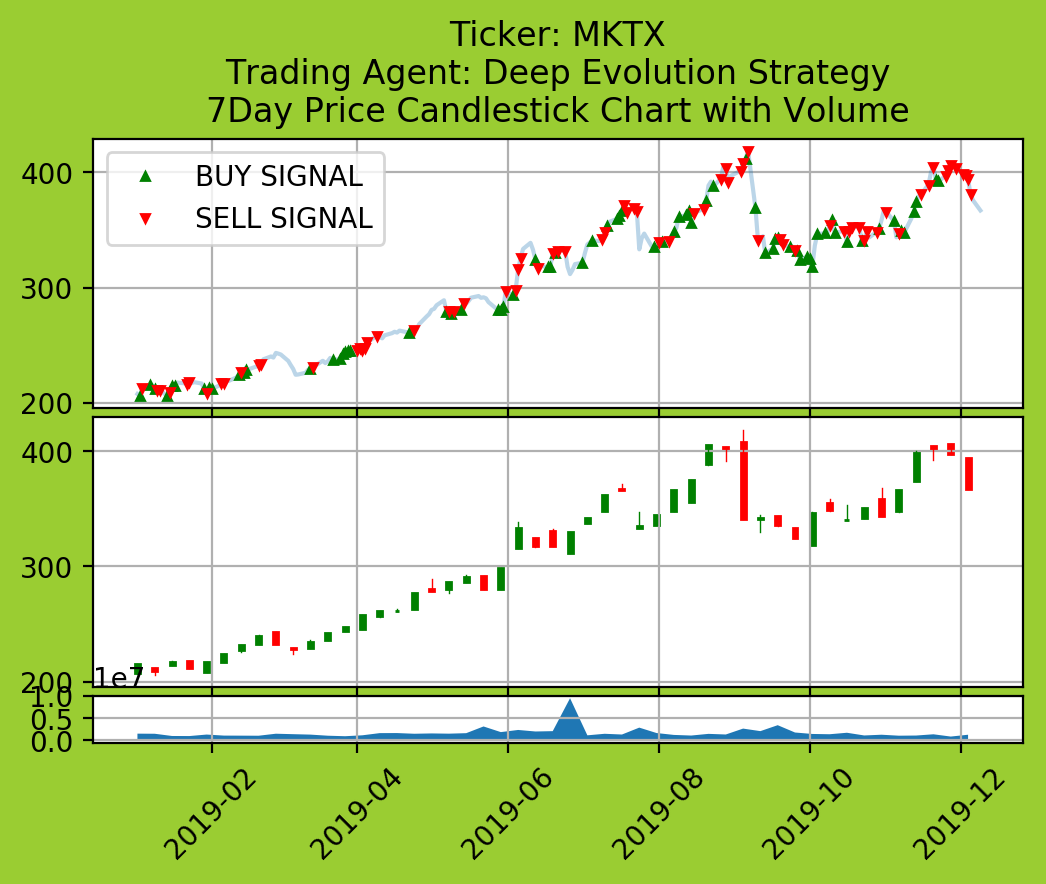 Ticker: MKTX
Trading Agent: Deep Evolution Strategy
7Day Price Candlestick Chart with Volume
BUY SIGNAL
SELL SIGNAL
400
300
200
400
300
200
1e7
1.0
0.5
0.0
2019-02
2019-04
2019-06
2019-08
2019-10
2019-12